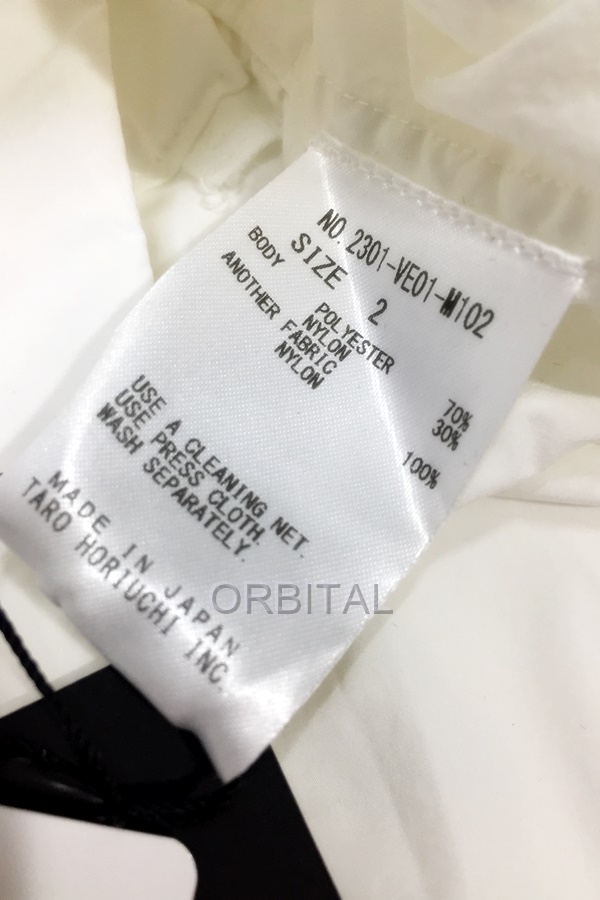 NO. 2301-VE01-M102
SIZE 2
BODY
POLYESTER 70%
NYLON 30%
ANOTHER FABRIC
NYLON 100%
USE A CLEANING NET.
USE PRESS CLOTH.
WASH SEPARATELY.
MADE IN JAPAN
TARO HORIUCHI INC.
ORBITAL